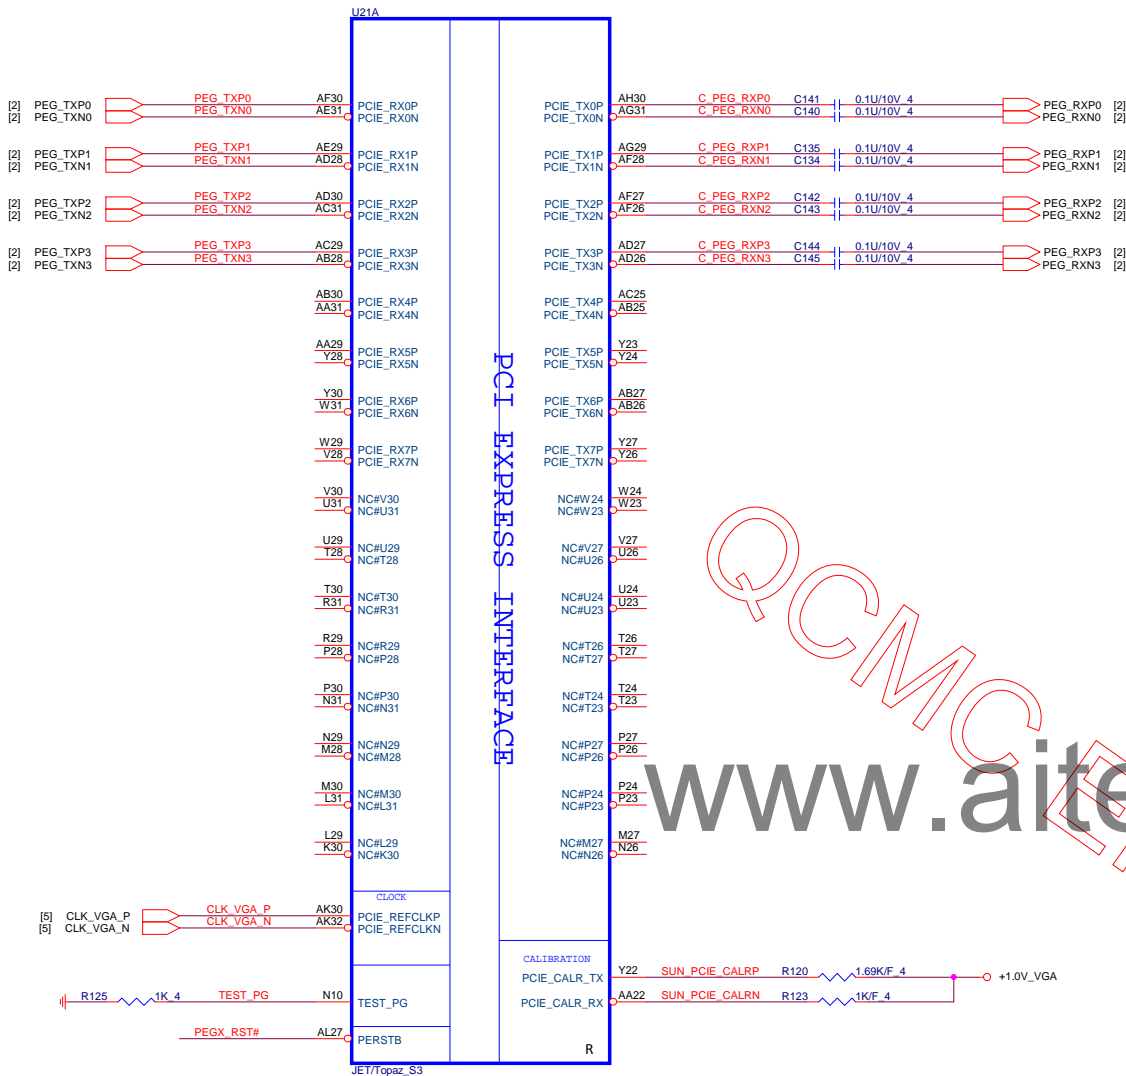 U21A
[2] PEG_TXP0 PEG_TXP0 AF30 PCIE_RX0P PCIE_TX0P AH30 C_PEG_RXP0 C141 0.1U/10V_4 PEG_RXP0 [2]
[2] PEG_TXN0 PEG_TXN0 AE31 PCIE_RX0N PCIE_TX0N AG31 C_PEG_RXN0 C140 0.1U/10V_4 PEG_RXN0 [2]
[2] PEG_TXP1 PEG_TXP1 AE29 PCIE_RX1P PCIE_TX1P AG29 C_PEG_RXP1 C135 0.1U/10V_4 PEG_RXP1 [2]
[2] PEG_TXN1 PEG_TXN1 AD28 PCIE_RX1N PCIE_TX1N AF28 C_PEG_RXN1 C134 0.1U/10V_4 PEG_RXN1 [2]
[2] PEG_TXP2 PEG_TXP2 AD30 PCIE_RX2P PCIE_TX2P AF27 C_PEG_RXP2 C142 0.1U/10V_4 PEG_RXP2 [2]
[2] PEG_TXN2 PEG_TXN2 AC31 PCIE_RX2N PCIE_TX2N AF26 C_PEG_RXN2 C143 0.1U/10V_4 PEG_RXN2 [2]
[2] PEG_TXP3 PEG_TXP3 AC29 PCIE_RX3P PCIE_TX3P AD27 C_PEG_RXP3 C144 0.1U/10V_4 PEG_RXP3 [2]
[2] PEG_TXN3 PEG_TXN3 AB28 PCIE_RX3N PCIE_TX3N AD26 C_PEG_RXN3 C145 0.1U/10V_4 PEG_RXN3 [2]
AB30 PCIE_RX4P PCIE_TX4P AC25
AA31 PCIE_RX4N PCIE_TX4N AB25
AA29 PCIE_RX5P PCIE_TX5P Y23
Y28 PCIE_RX5N PCIE_TX5N Y24
Y30 PCIE_RX6P PCIE_TX6P AB27
W31 PCIE_RX6N PCIE_TX6N AB26
W29 PCIE_RX7P PCIE_TX7P Y27
V28 PCIE_RX7N PCIE_TX7N Y26
PCI EXPRESS INTERFACE
V30 NC#V30 NC#W24 W24
U31 NC#U31 NC#W23 W23
U29 NC#U29 NC#V27 V27
T28 NC#T28 NC#U26 U26
T30 NC#T30 NC#U24 U24
R31 NC#R31 NC#U23 U23
R29 NC#R29 NC#T26 T26
P28 NC#P28 NC#T27 T27
P30 NC#P30 NC#T24 T24
N31 NC#N31 NC#T23 T23
N29 NC#N29 NC#P27 P27
M28 NC#M28 NC#P26 P26
M30 NC#M30 NC#P24 P24
L31 NC#L31 NC#P23 P23
L29 NC#L29 NC#M27 M27
K30 NC#K30 NC#N26 N26
QCMC
www.aite
CLOCK
[5] CLK_VGA_P CLK_VGA_P AK30 PCIE_REFCLKP
[5] CLK_VGA_N CLK_VGA_N AK32 PCIE_REFCLKN
CALIBRATION
PCIE_CALR_TX Y22 SUN_PCIE_CALRP R120 1.69K/F_4 +1.0V_VGA
R125 1K_4 TEST_PG N10 TEST_PG PCIE_CALR_RX AA22 SUN_PCIE_CALRN R123 1K/F_4
PEGX_RST# AL27 PERSTB
R
JET/Topaz_S3